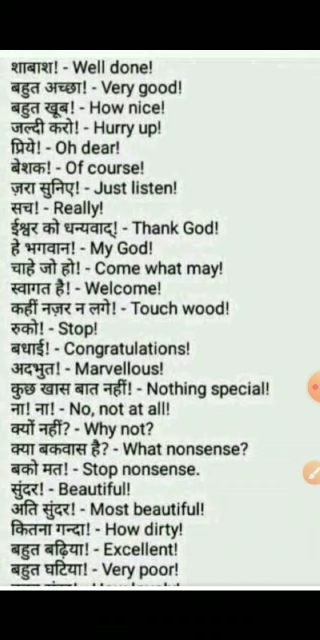 शाबाश! - Well done!
बहुत अच्छा! - Very good!
बहुत खूब! - How nice!
जल्दी करो! - Hurry up!
प्रिये! - Oh dear!
बेशक! - Of course!
ज़रा सुनिए! - Just listen!
सच! - Really!
ईश्वर को धन्यवाद! - Thank God!
हे भगवान! - My God!
चाहे जो हो! - Come what may!
स्वागत है! - Welcome!
कहीं नज़र न लगे! - Touch wood!
रुको! - Stop!
बधाई! - Congratulations!
अदभुत! - Marvellous!
कुछ खास बात नहीं! - Nothing special!
ना! ना! - No, not at all!
क्यों नहीं? - Why not?
क्या बकवास है? - What nonsense?
बको मत! - Stop nonsense.
सुंदर! - Beautiful!
अति सुंदर! - Most beautiful!
कितना गन्दा! - How dirty!
बहुत बढ़िया! - Excellent!
बहुत घटिया! - Very poor!